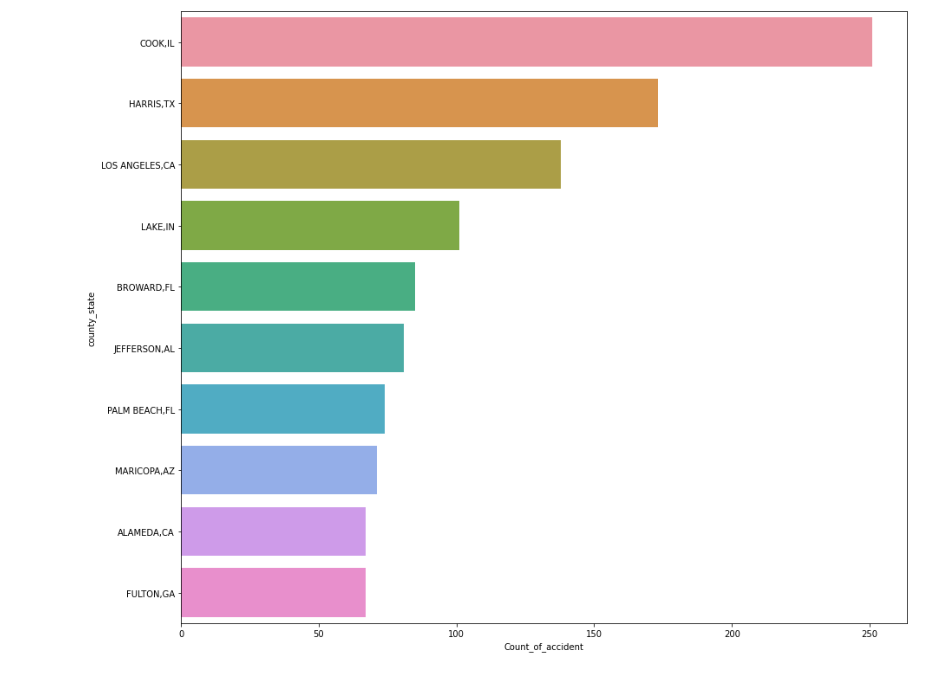 COOK,IL
HARRIS,TX
LOS ANGELES,CA
LAKE,IN
BROWARD,FL
JEFFERSON,AL
PALM BEACH,FL
MARICOPA,AZ
ALAMEDA,CA
FULTON,GA
county_state
0 50 100 150 200 250
Count_of_accident